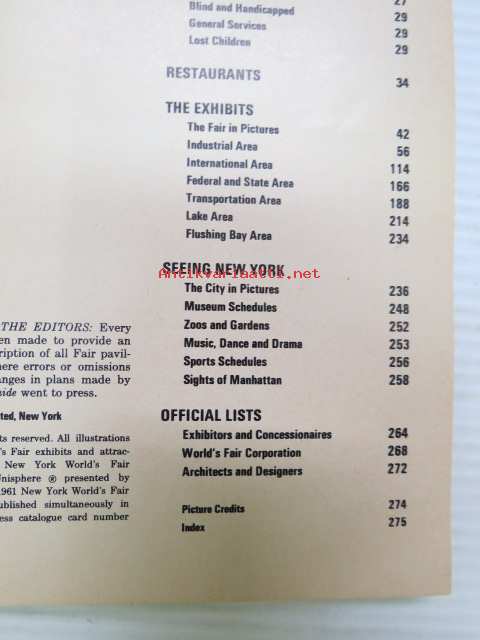 27
Blind and Handicapped 29
General Services 29
Lost Children 29
RESTAURANTS 34
THE EXHIBITS
The Fair in Pictures 42
Industrial Area 56
International Area 114
Federal and State Area 166
Transportation Area 188
Lake Area 214
Flushing Bay Area 234
SEEING NEW YORK
Antikvariaatti.net
The City in Pictures 236
Museum Schedules 248
Zoos and Gardens 252
Music, Dance and Drama 253
Sports Schedules 256
Sights of Manhattan 258
OFFICIAL LISTS
Exhibitors and Concessionaires 264
World's Fair Corporation 268
Architects and Designers 272
Picture Credits 274
Index 275
THE EDITORS: Every
en made to provide an
ription of all Fair pavil-
here errors or omissions
anges in plans made by
uide went to press.
ted, New York
ts reserved. All illustrations
's Fair exhibits and attrac-
New York World's Fair
Unisphere ® presented by
1961 New York World's Fair
ublished simultaneously in
ess catalogue card number